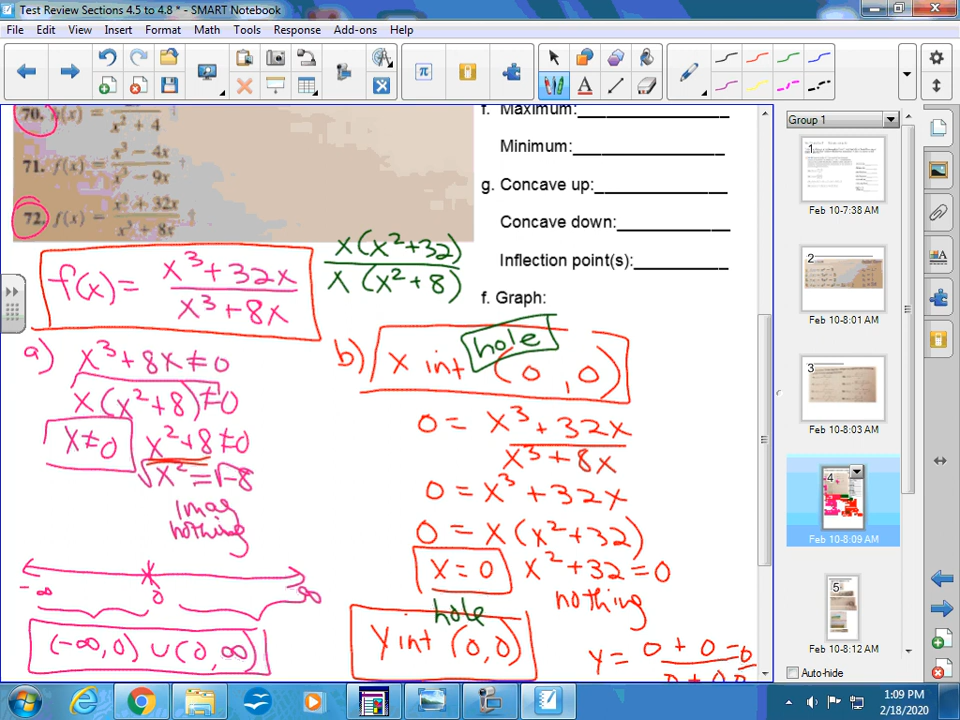 Test Review Sections 4.5 to 4.8 * - SMART Notebook
File Edit View Insert Format Math Tools Response Add-ons Help
70. h(x) = x² + 4
71. f(x) = x³ − 4x / x³ − 9x
72. f(x) = x³ + 32x / x³ + 8x
f(x) = x³+32x / x³+8x
x(x²+32) / x(x²+8)
a) x³+8x≠0
x(x²+8)≠0
x≠0 x²+8≠0
√x² = √-8
imag
nothing
-∞ 0 ∞
(-∞,0) ∪ (0,∞)
b) x int hole (0,0)
0 = x³+32x / x³+8x
0 = x³+32x
0 = x(x²+32)
x=0 x²+32=0
nothing
hole
y int (0,0)
y = 0+0=0
f. Maximum:
Minimum:
g. Concave up:
Concave down:
Inflection point(s):
f. Graph:
Group 1
1
Feb 10-7:38 AM
2
Feb 10-8:01 AM
3
Feb 10-8:03 AM
4
Feb 10-8:09 AM
5
Feb 10-8:12 AM
Auto-hide
1:09 PM
2/18/2020